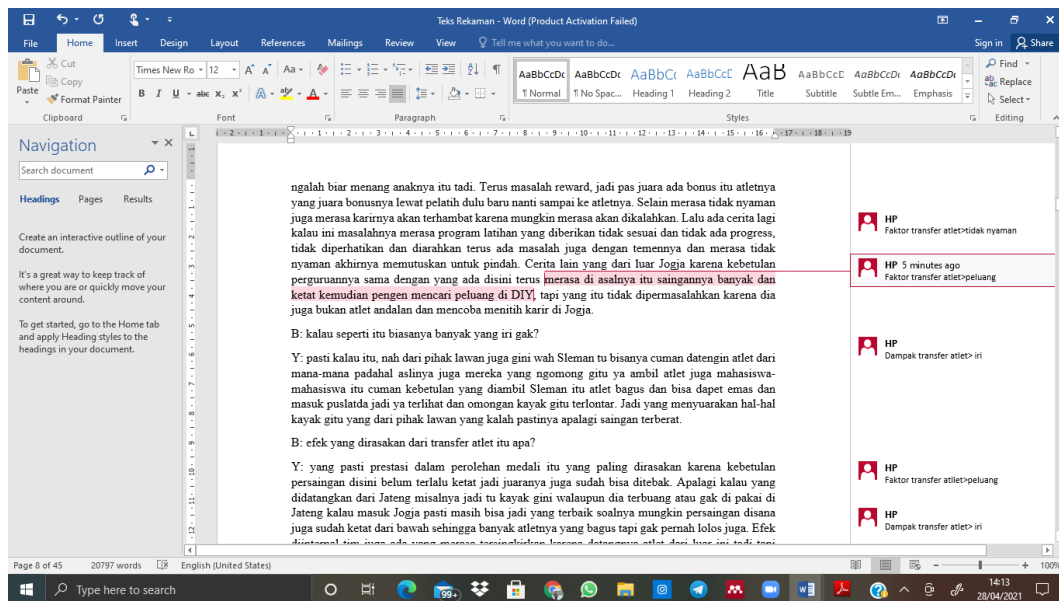 Teks Rekaman - Word (Product Activation Failed)
File Home Insert Design Layout References Mailings Review View Tell me what you want to do... Sign in Share
Paste
Cut
Copy
Format Painter
Clipboard
Times New Ro 12
Font
Paragraph
AaBbCcDc AaBbCcDc AaBbCc AaBbCcE AaB AaBbCcE AaBbCcDc AaBbCcDc
¶ Normal ¶ No Spac... Heading 1 Heading 2 Title Subtitle Subtle Em... Emphasis
Styles
Find
Replace
Select
Editing
Navigation
Search document
Headings Pages Results
Create an interactive outline of your
document.
It's a great way to keep track of
where you are or quickly move your
content around.
To get started, go to the Home tab
and apply Heading styles to the
headings in your document.
ngalah biar menang anaknya itu tadi. Terus masalah reward, jadi pas juara ada bonus itu atletnya
yang juara bonusnya lewat pelatih dulu baru nanti sampai ke atletnya. Selain merasa tidak nyaman
juga merasa karirnya akan terhambat karena mungkin merasa akan dikalahkan. Lalu ada cerita lagi
kalau ini masalahnya merasa program latihan yang diberikan tidak sesuai dan tidak ada progress,
tidak diperhatikan dan diarahkan terus ada masalah juga dengan temennya dan merasa tidak
nyaman akhirnya memutuskan untuk pindah. Cerita lain yang dari luar Jogja karena kebetulan
perguruannya sama dengan yang ada disini terus merasa di asalnya itu saingannya banyak dan
ketat kemudian pengen mencari peluang di DIY, tapi yang itu tidak dipermasalahkan karena dia
juga bukan atlet andalan dan mencoba menitih karir di Jogja.
B: kalau seperti itu biasanya banyak yang iri gak?
Y: pasti kalau itu, nah dari pihak lawan juga gini wah Sleman tu bisanya cuman datengin atlet dari
mana-mana padahal aslinya juga mereka yang ngomong gitu ya ambil atlet juga mahasiswa-
mahasiswa itu cuman kebetulan yang diambil Sleman itu atlet bagus dan bisa dapet emas dan
masuk puslatda jadi ya terlihat dan omongan kayak gitu terlontar. Jadi yang menyuarakan hal-hal
kayak gitu yang dari pihak lawan yang kalah pastinya apalagi saingan terberat.
B: efek yang dirasakan dari transfer atlet itu apa?
Y: yang pasti prestasi dalam perolehan medali itu yang paling dirasakan karena kebetulan
persaingan disini belum terlalu ketat jadi juaranya juga sudah bisa ditebak. Apalagi kalau yang
didatangkan dari Jateng misalnya jadi tu kayak gini walaupun dia terbuang atau gak di pakai di
Jateng kalau masuk Jogja pasti masih bisa jadi yang terbaik soalnya mungkin persaingan disana
juga sudah ketat dari bawah sehingga banyak atletnya yang bagus tapi gak pernah lolos juga. Efek
diinternal tim juga ada yang merasa tersingkirkan karena datangnya atlet dari luar ini tadi tapi
HP
Faktor transfer atlet>tidak nyaman
HP 5 minutes ago
Faktor transfer atlet>peluang
HP
Dampak transfer atlet> iri
HP
Faktor transfer atllet>peluang
HP
Dampak transfer atlet> iri
Page 8 of 45 20797 words English (United States) 100%
Type here to search
99+
14:13
28/04/2021